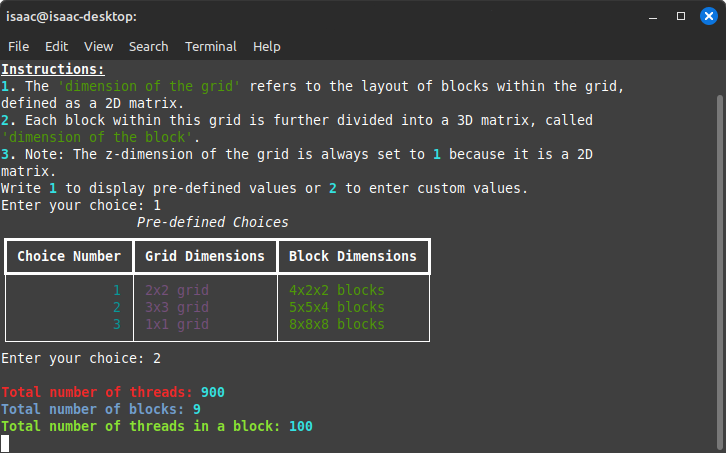 isaac@isaac-desktop:
File Edit View Search Terminal Help
Instructions:
1. The 'dimension of the grid' refers to the layout of blocks within the grid,
defined as a 2D matrix.
2. Each block within this grid is further divided into a 3D matrix, called
'dimension of the block'.
3. Note: The z-dimension of the grid is always set to 1 because it is a 2D
matrix.
Write 1 to display pre-defined values or 2 to enter custom values.
Enter your choice: 1
Pre-defined Choices
Choice Number Grid Dimensions Block Dimensions
1 2x2 grid 4x2x2 blocks
2 3x3 grid 5x5x4 blocks
3 1x1 grid 8x8x8 blocks
Enter your choice: 2
Total number of threads: 900
Total number of blocks: 9
Total number of threads in a block: 100